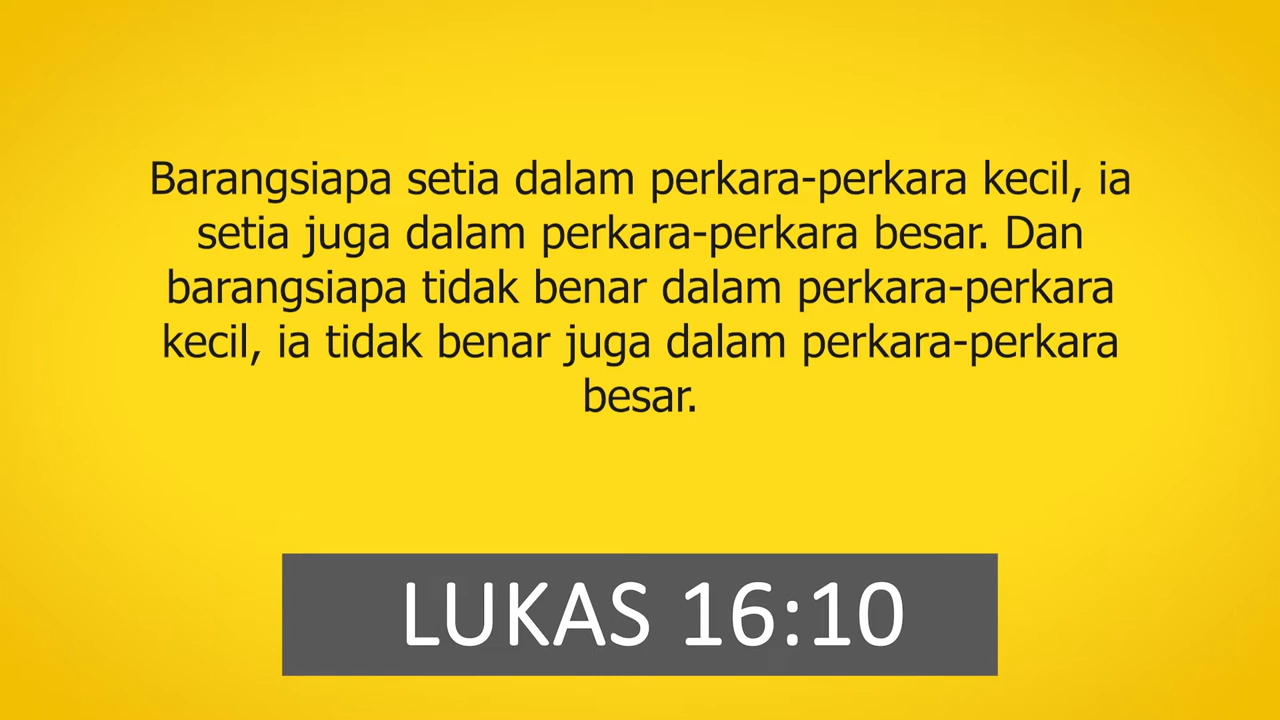 Barangsiapa setia dalam perkara-perkara kecil, ia
setia juga dalam perkara-perkara besar. Dan
barangsiapa tidak benar dalam perkara-perkara
kecil, ia tidak benar juga dalam perkara-perkara
besar.
LUKAS 16:10